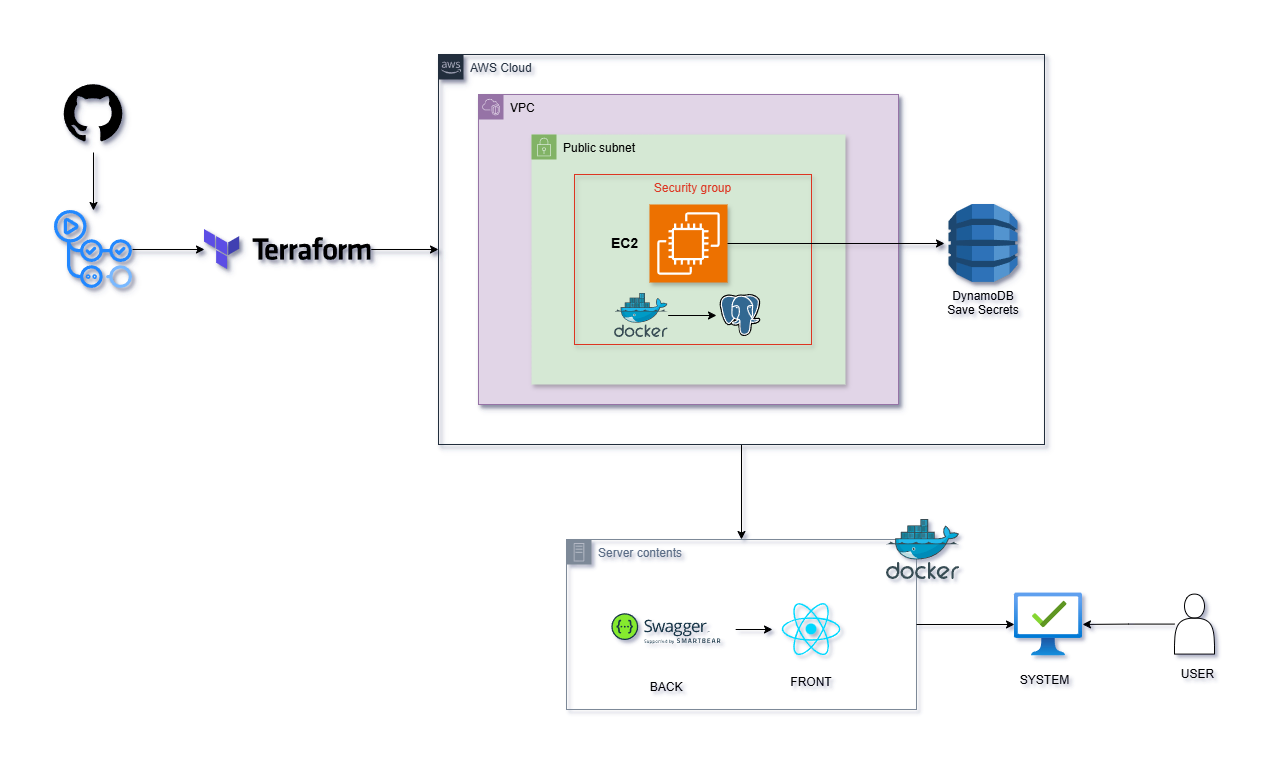 aws
AWS Cloud
VPC
Public subnet
Security group
EC2
Terraform
docker
DynamoDB
Save Secrets
Server contents
docker
Swagger
Supported by SMARTBEAR
BACK
FRONT
SYSTEM
USER